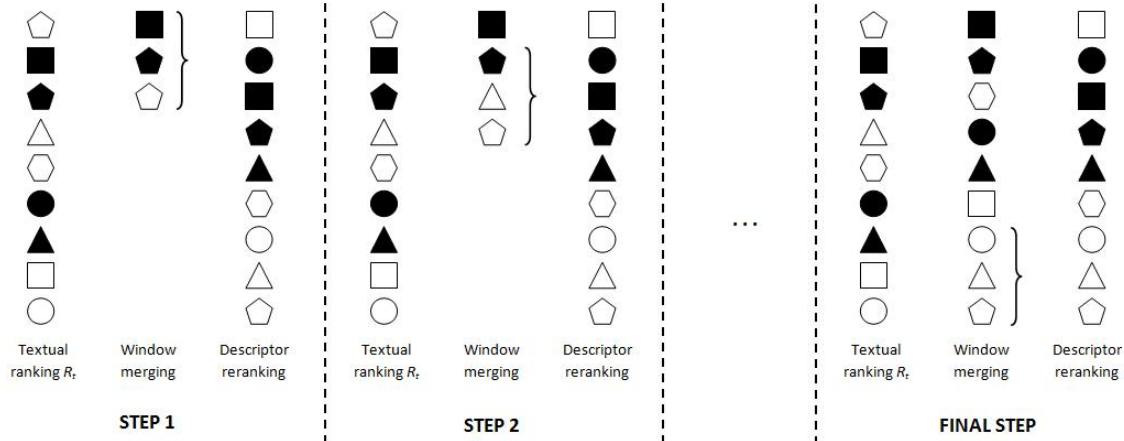 ...
Textual
ranking Rt
Window
merging
Descriptor
reranking
Textual
ranking Rt
Window
merging
Descriptor
reranking
Textual
ranking Rt
Window
merging
Descriptor
reranking
STEP 1
STEP 2
FINAL STEP